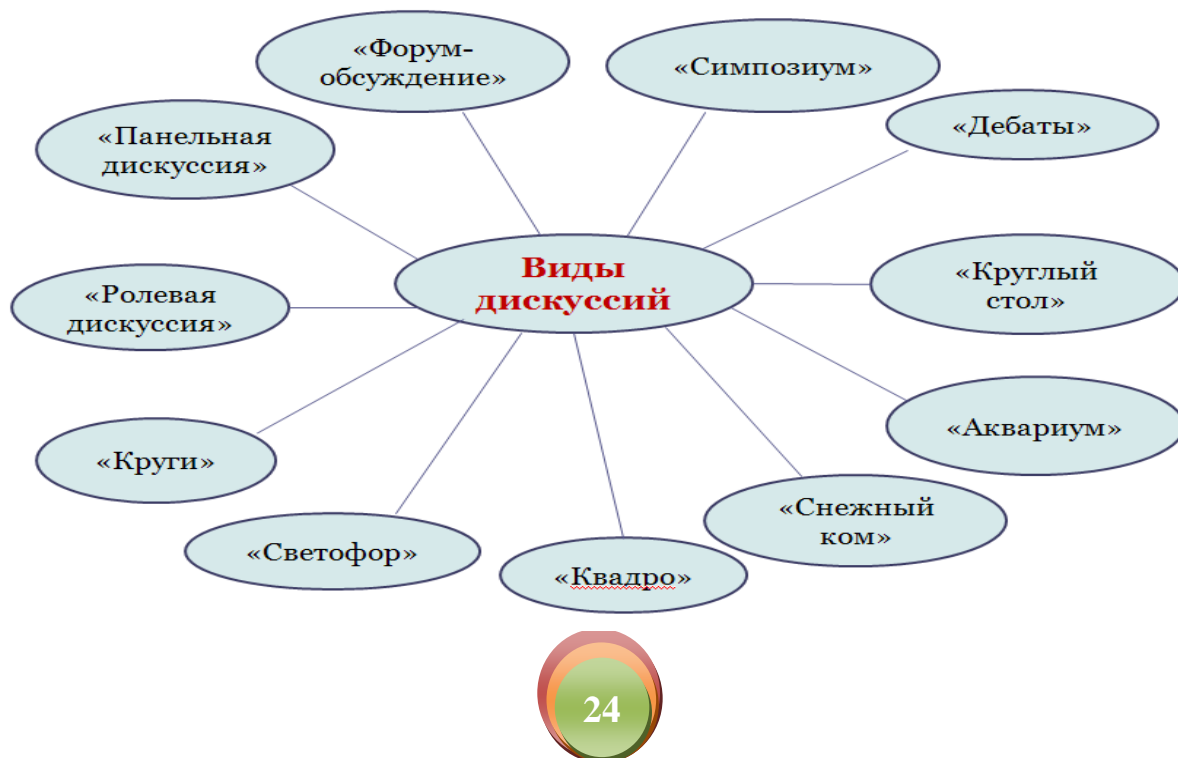 «Форум-
обсуждение»
«Симпозиум»
«Панельная
дискуссия»
«Дебаты»
Виды
дискуссий
«Ролевая
дискуссия»
«Круглый
стол»
«Круги»
«Аквариум»
«Светофор»
«Снежный
ком»
«Квадро»
24